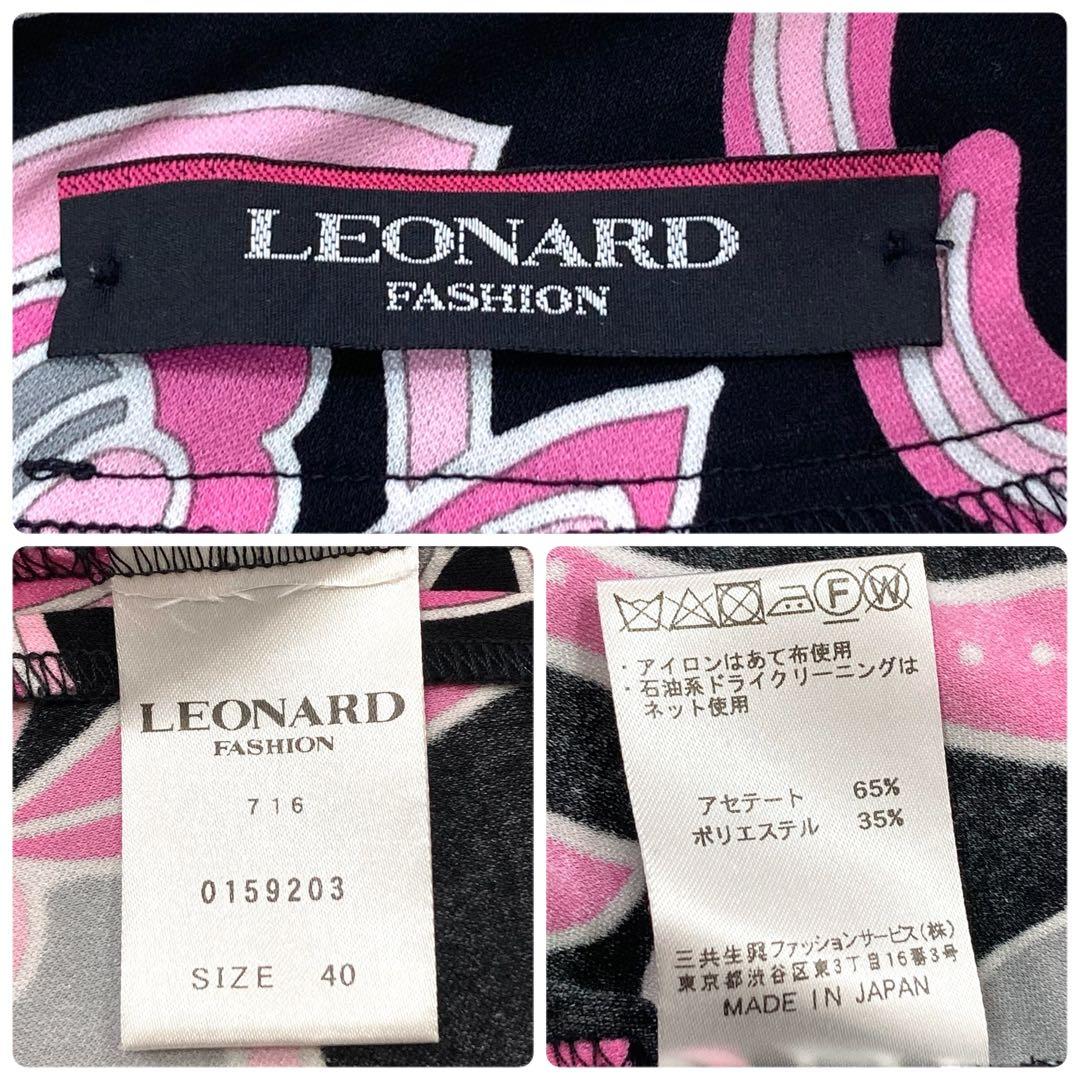 LEONARD
FASHION
LEONARD
FASHION
716
0159203
SIZE 40
F W
・アイロンはあて布使用
・石油系ドライクリーニングは
ネット使用
アセテート 65%
ポリエステル 35%
三共生興ファッションサービス(株)
東京都渋谷区東3丁目16番3号
MADE IN JAPAN